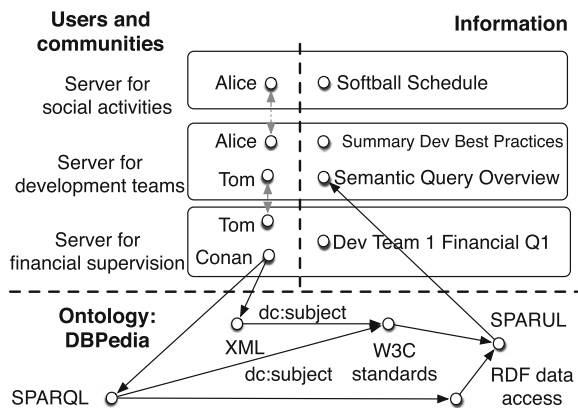 Users and
communities
Information
Server for
social activities
Alice
Softball Schedule
Server for
development teams
Alice
Summary Dev Best Practices
Tom
Semantic Query Overview
Server for
financial supervision
Tom
Conan
Dev Team 1 Financial Q1
Ontology:
DBPedia
dc:subject
XML
W3C
standards
SPARUL
dc:subject
RDF data
access
SPARQL